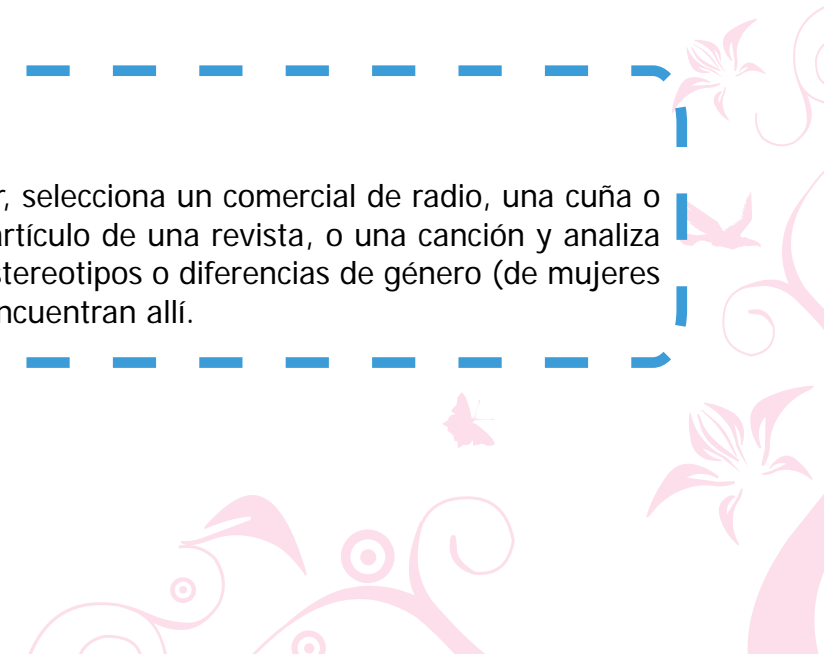 r, selecciona un comercial de radio, una cuña o
artículo de una revista, o una canción y analiza
stereotipos o diferencias de género (de mujeres
ncuentran allí.